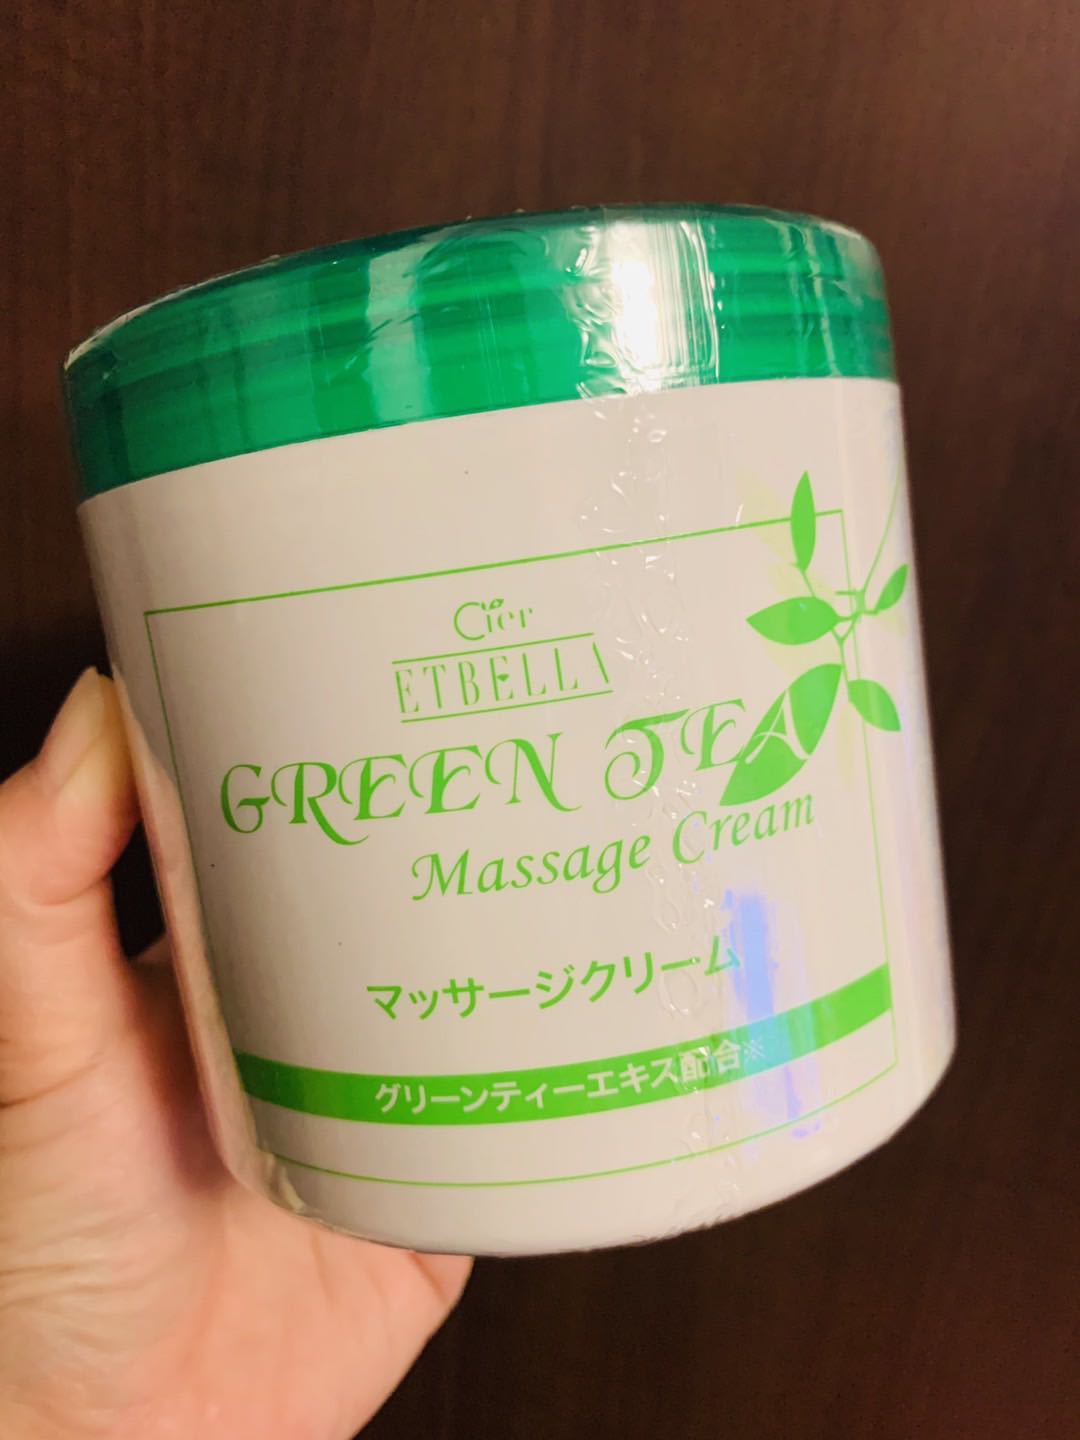 Cier
ETBELLA
GREEN TEA
Massage Cream
マッサージクリーム
グリーンティーエキス配合※